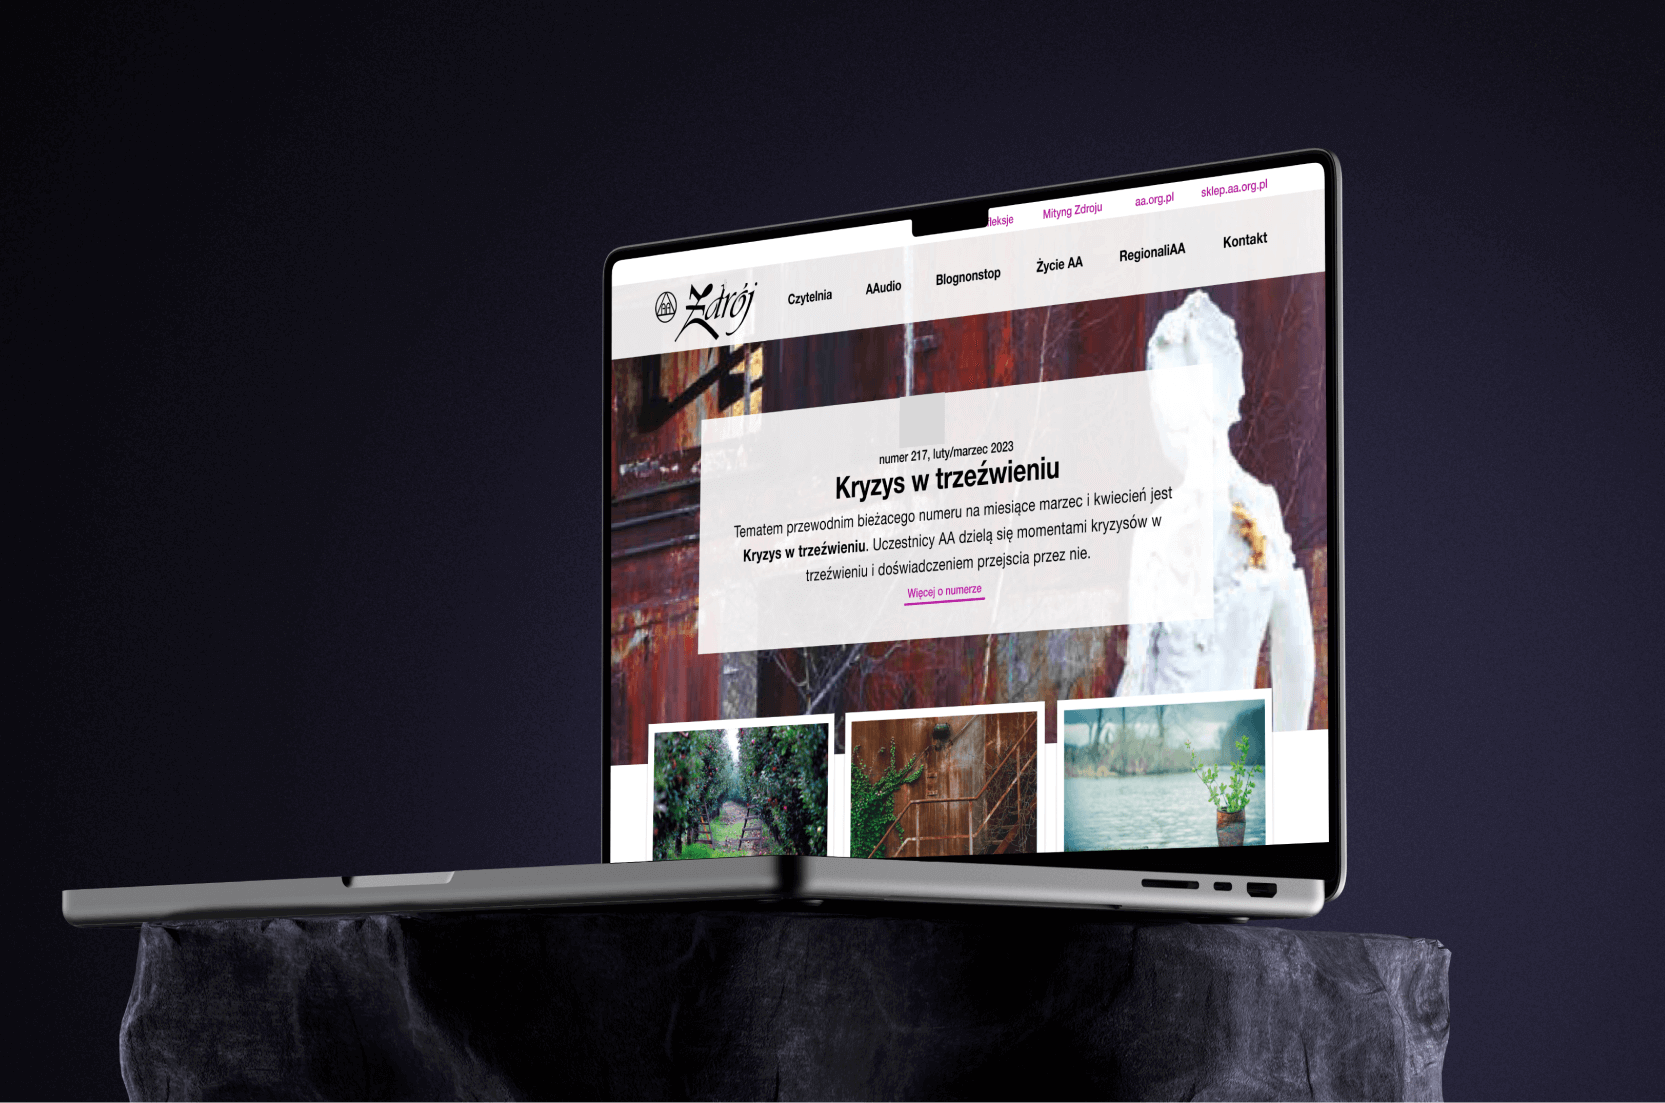 Mityng Zdroju
aa.org.pl
sklep.aa.org.pl
AA
Zdrój
Czytelnia
AAudio
Blognonstop
Życie AA
RegionaliAA
Kontakt
numer 217, luty/marzec 2023
Kryzys w trzeźwieniu
Tematem przewodnim bieżacego numeru na miesiące marzec i kwiecień jest
Kryzys w trzeźwieniu. Uczestnicy AA dzielą się momentami kryzysów w
trzeźwieniu i doświadczeniem przejscia przez nie.
Więcej o numerze